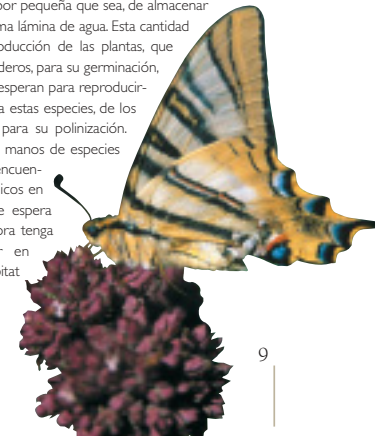 por pequeña que sea, de almacenar
ma lámina de agua. Esta cantidad
oducción de las plantas, que
deros, para su germinación,
esperan para reproducir-
a estas especies, de los
para su polinización.
manos de especies
encuen-
icos en
e espera
ora tenga
r en
itat
9